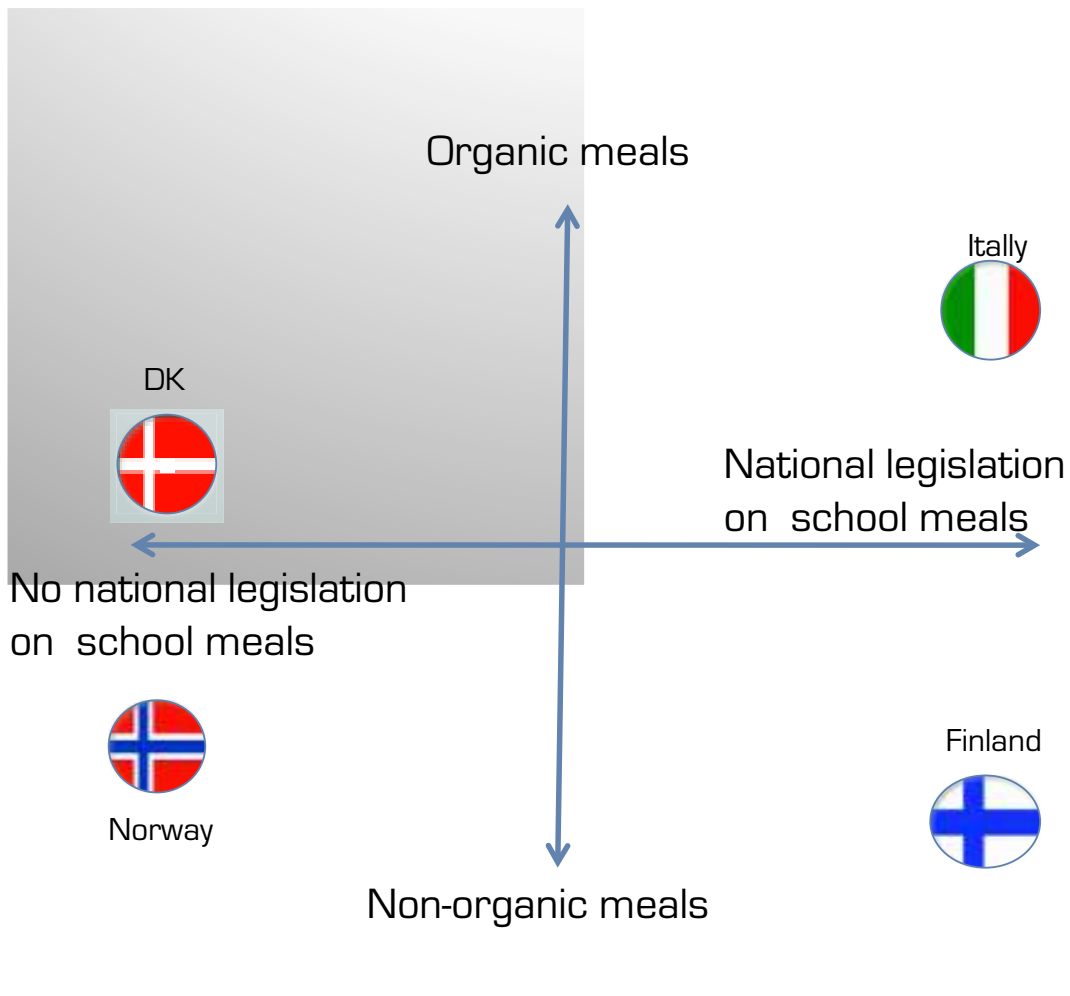 Organic meals
Itally
DK
National legislation
on  school meals
No national legislation
on  school meals
Finland
Norway
Non-organic meals